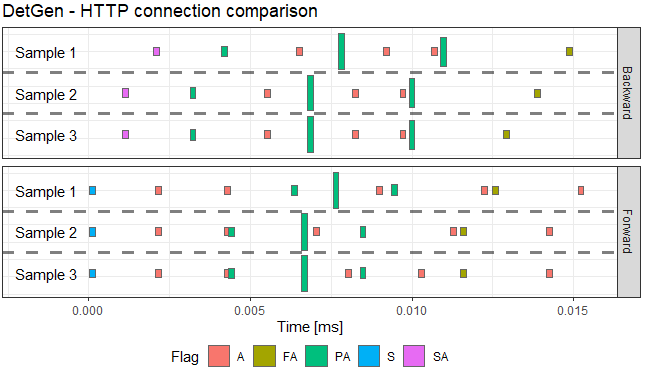 DetGen - HTTP connection comparison
Sample 1
Sample 2
Sample 3
Backward
Sample 1
Sample 2
Sample 3
Forward
0.000 0.005 0.010 0.015
Time [ms]
Flag A FA PA S SA